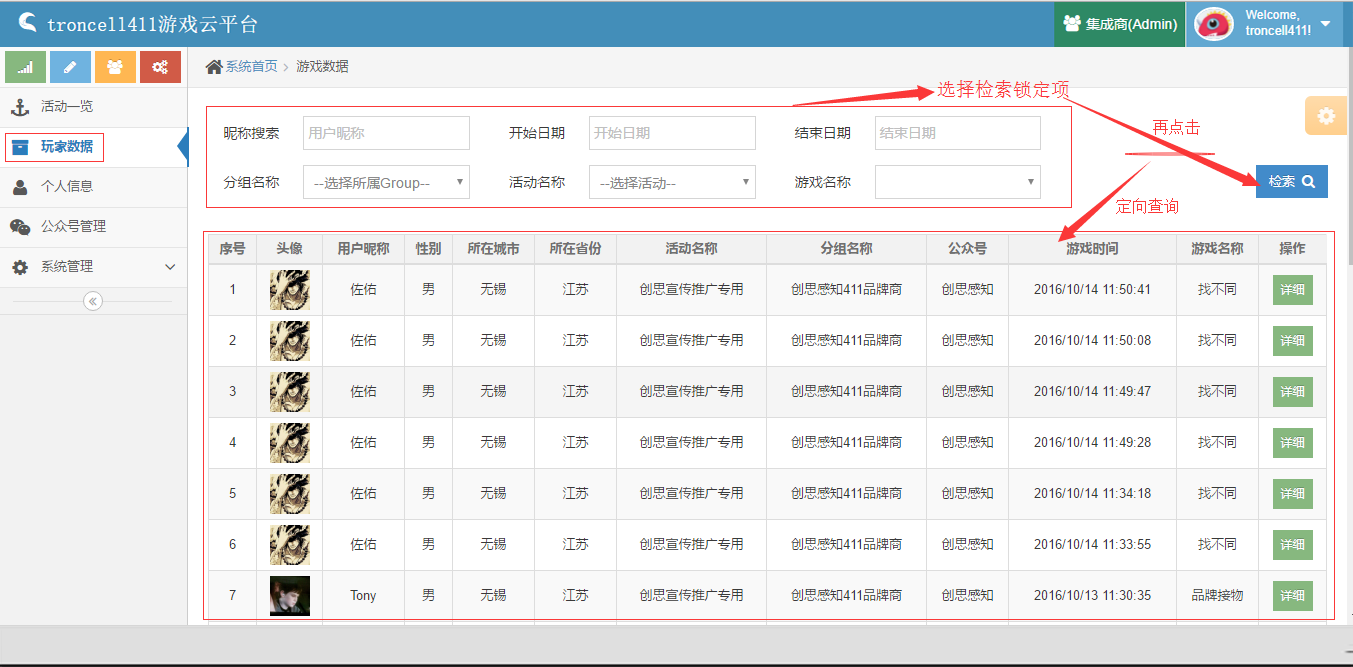 troncell411游戏云平台
集成商(Admin)
Welcome,
troncell411!
系统首页 > 游戏数据
活动一览
玩家数据
个人信息
公众号管理
系统管理
选择检索锁定项
再点击
定向查询
昵称搜索 用户昵称 开始日期 开始日期 结束日期 结束日期
分组名称 --选择所属Group-- 活动名称 --选择活动-- 游戏名称
检索
序号 头像 用户昵称 性别 所在城市 所在省份 活动名称 分组名称 公众号 游戏时间 游戏名称 操作
1 佐佑 男 无锡 江苏 创思宣传推广专用 创思感知411品牌商 创思感知 2016/10/14 11:50:41 找不同 详细
2 佐佑 男 无锡 江苏 创思宣传推广专用 创思感知411品牌商 创思感知 2016/10/14 11:50:08 找不同 详细
3 佐佑 男 无锡 江苏 创思宣传推广专用 创思感知411品牌商 创思感知 2016/10/14 11:49:47 找不同 详细
4 佐佑 男 无锡 江苏 创思宣传推广专用 创思感知411品牌商 创思感知 2016/10/14 11:49:28 找不同 详细
5 佐佑 男 无锡 江苏 创思宣传推广专用 创思感知411品牌商 创思感知 2016/10/14 11:34:18 找不同 详细
6 佐佑 男 无锡 江苏 创思宣传推广专用 创思感知411品牌商 创思感知 2016/10/14 11:33:55 找不同 详细
7 Tony 男 无锡 江苏 创思宣传推广专用 创思感知411品牌商 创思感知 2016/10/13 11:30:35 品牌接物 详细